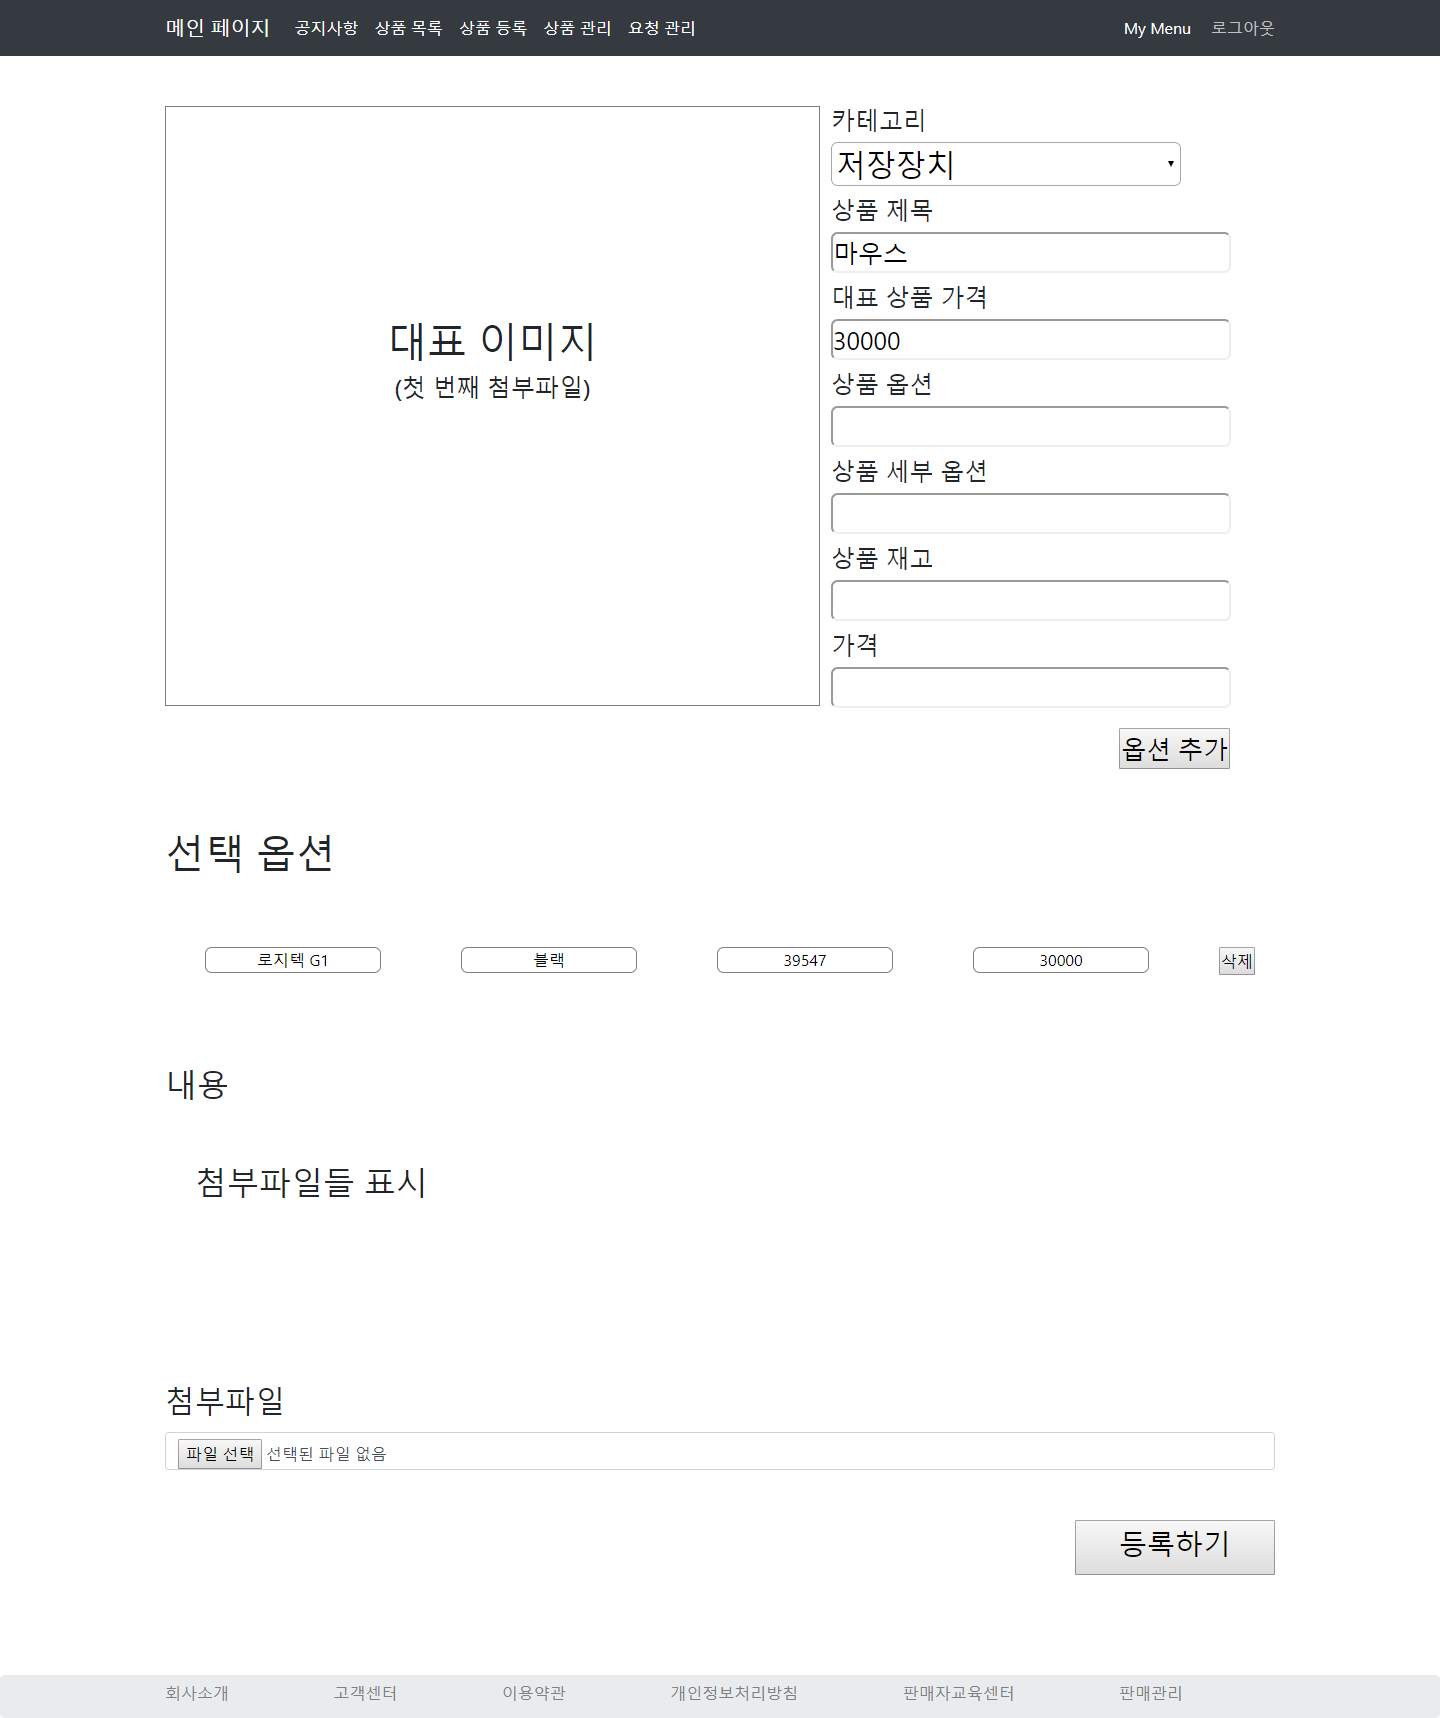 메인 페이지 공지사항 상품 목록 상품 등록 상품 관리 요청 관리 My Menu 로그아웃
대표 이미지
(첫 번째 첨부파일)
카테고리
저장장치
상품 제목
마우스
대표 상품 가격
30000
상품 옵션
상품 세부 옵션
상품 재고
가격
옵션 추가
선택 옵션
로지텍 G1 블랙 39547 30000 삭제
내용
첨부파일들 표시
첨부파일
파일 선택 선택된 파일 없음
등록하기
회사소개 고객센터 이용약관 개인정보처리방침 판매자교육센터 판매관리